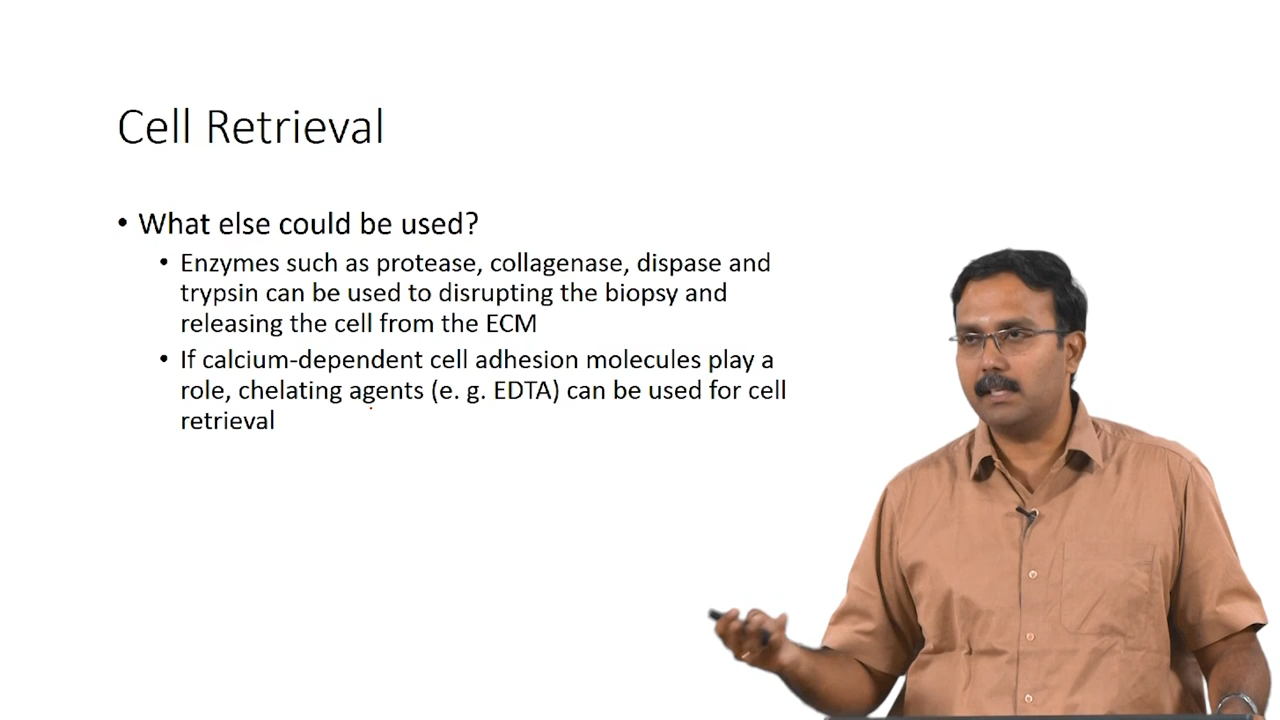 Cell Retrieval
• What else could be used?
• Enzymes such as protease, collagenase, dispase and
trypsin can be used to disrupting the biopsy and
releasing the cell from the ECM
• If calcium-dependent cell adhesion molecules play a
role, chelating agents (e. g. EDTA) can be used for cell
retrieval